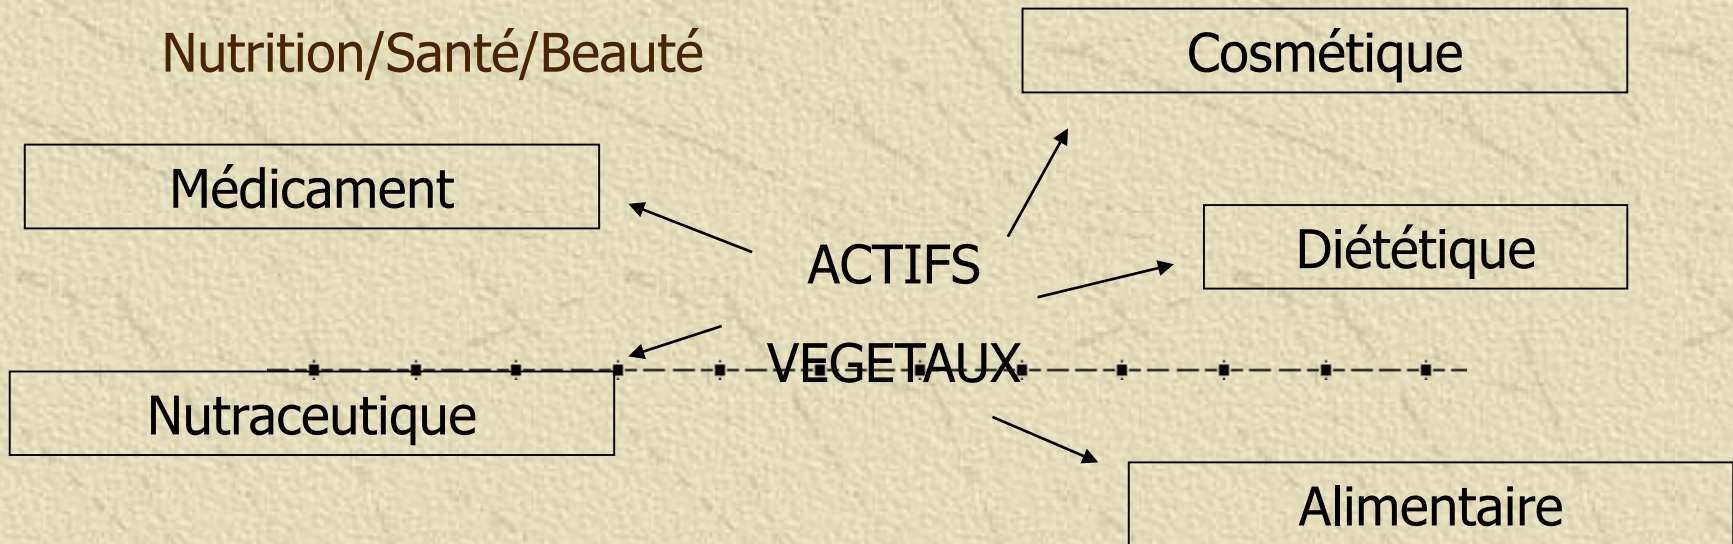 Nutrition/Santé/Beauté
Cosmétique
Médicament
Diététique
ACTIFS
VEGETAUX
Nutraceutique
Alimentaire